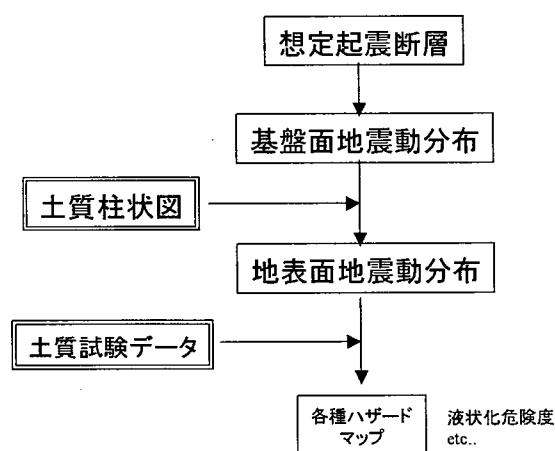 想定起震断層
基盤面地震動分布
土質柱状図
地表面地震動分布
土質試験データ
各種ハザード
マップ
液状化危険度
etc..